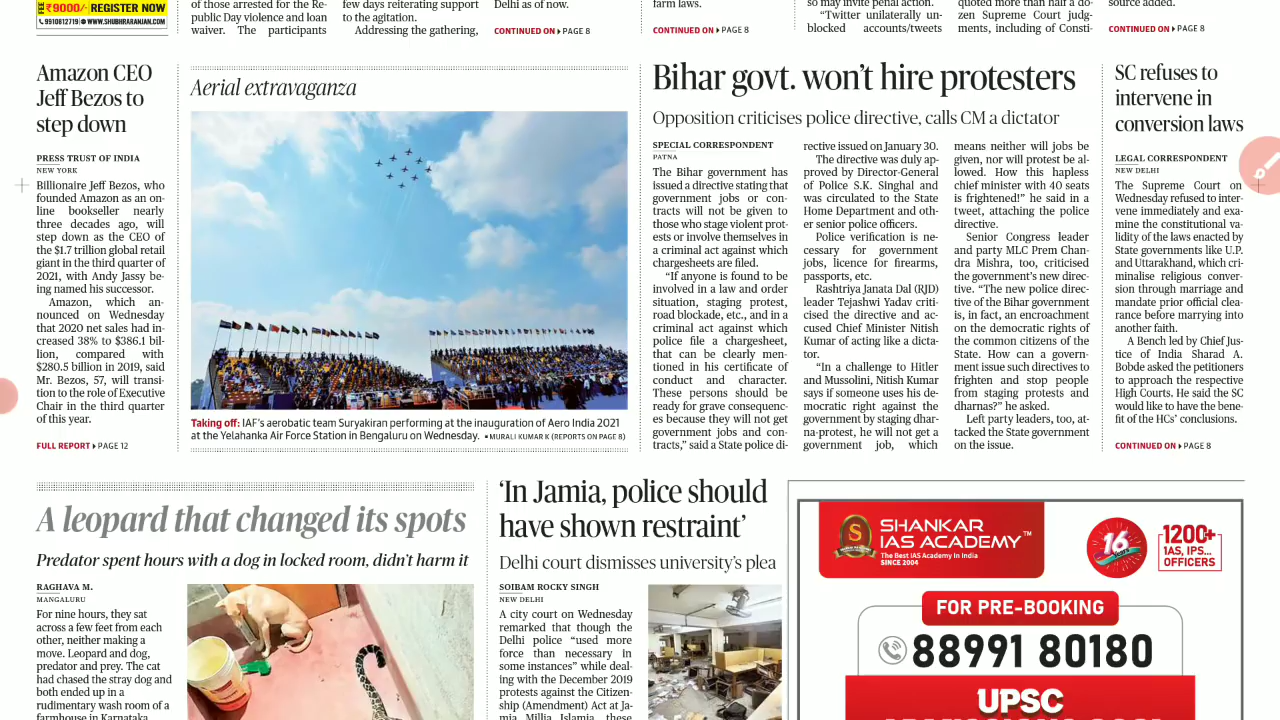 FEE ₹9000/- REGISTER NOW
9910812719 | WWW.SHUBHRARANJAN.COM
of those arrested for the Re-
public Day violence and loan
waiver. The participants
few days reiterating support
to the agitation.
Addressing the gathering,
Delhi as of now.
CONTINUED ON PAGE 8
farm laws.
CONTINUED ON PAGE 8
so may invite penal action.
“Twitter unilaterally un-
blocked accounts/tweets
quoted more than half a do-
zen Supreme Court judg-
ments, including of Consti-
source added.
CONTINUED ON PAGE 8
Amazon CEO
Jeff Bezos to
step down
PRESS TRUST OF INDIA
NEW YORK
Billionaire Jeff Bezos, who
founded Amazon as an on-
line bookseller nearly
three decades ago, will
step down as the CEO of
the $1.7 trillion global retail
giant in the third quarter of
2021, with Andy Jassy be-
ing named his successor.
Amazon, which an-
nounced on Wednesday
that 2020 net sales had in-
creased 38% to $386.1 bil-
lion, compared with
$280.5 billion in 2019, said
Mr. Bezos, 57, will transi-
tion to the role of Executive
Chair in the third quarter
of this year.
FULL REPORT PAGE 12
Aerial extravaganza
Taking off: IAF’s aerobatic team Suryakiran performing at the inauguration of Aero India 2021
at the Yelahanka Air Force Station in Bengaluru on Wednesday. MURALI KUMAR K (REPORTS ON PAGE 8)
Bihar govt. won’t hire protesters
Opposition criticises police directive, calls CM a dictator
SPECIAL CORRESPONDENT
PATNA
The Bihar government has
issued a directive stating that
government jobs or con-
tracts will not be given to
those who stage violent prot-
ests or involve themselves in
a criminal act against which
chargesheets are filed.
“If anyone is found to be
involved in a law and order
situation, staging protest,
road blockade, etc., and in a
criminal act against which
police file a chargesheet,
that can be clearly men-
tioned in his certificate of
conduct and character.
These persons should be
ready for grave consequenc-
es because they will not get
government jobs and con-
tracts,” said a State police di-
rective issued on January 30.
The directive was duly ap-
proved by Director-General
of Police S.K. Singhal and
was circulated to the State
Home Department and oth-
er senior police officers.
Police verification is ne-
cessary for government
jobs, licence for firearms,
passports, etc.
Rashtriya Janata Dal (RJD)
leader Tejashwi Yadav criti-
cised the directive and ac-
cused Chief Minister Nitish
Kumar of acting like a dicta-
tor.
“In a challenge to Hitler
and Mussolini, Nitish Kumar
says if someone uses his de-
mocratic right against the
government by staging dhar-
na-protest, he will not get a
government job, which
means neither will jobs be
given, nor will protest be al-
lowed. How this hapless
chief minister with 40 seats
is frightened!” he said in a
tweet, attaching the police
directive.
Senior Congress leader
and party MLC Prem Chan-
dra Mishra, too, criticised
the government’s new direc-
tive. “The new police direc-
tive of the Bihar government
is, in fact, an encroachment
on the democratic rights of
the common citizens of the
State. How can a govern-
ment issue such directives to
frighten and stop people
from staging protests and
dharnas?” he asked.
Left party leaders, too, at-
tacked the State government
on the issue.
SC refuses to
intervene in
conversion laws
LEGAL CORRESPONDENT
NEW DELHI
The Supreme Court on
Wednesday refused to inter-
vene immediately and exa-
mine the constitutional va-
lidity of the laws enacted by
State governments like U.P.
and Uttarakhand, which cri-
minalise religious conver-
sion through marriage and
mandate prior official clea-
rance before marrying into
another faith.
A Bench led by Chief Jus-
tice of India Sharad A.
Bobde asked the petitioners
to approach the respective
High Courts. He said the SC
would like to have the bene-
fit of the HCs’ conclusions.
CONTINUED ON PAGE 8
A leopard that changed its spots
Predator spent hours with a dog in locked room, didn’t harm it
RAGHAVA M.
MANGALURU
For nine hours, they sat
across a few feet from each
other, neither making a
move. Leopard and dog,
predator and prey. The cat
had chased the stray dog and
both ended up in a
rudimentary wash room of a
farmhouse in Karnataka
‘In Jamia, police should
have shown restraint’
Delhi court dismisses university’s plea
SOIBAM ROCKY SINGH
NEW DELHI
A city court on Wednesday
remarked that though the
Delhi police “used more
force than necessary in
some instances” while deal-
ing with the December 2019
protests against the Citizen-
ship (Amendment) Act at Ja-
mia Millia Islamia, these
SHANKAR
IAS ACADEMY™
The Best IAS Academy in India
SINCE 2004
16 Years
1200+
IAS, IPS...
OFFICERS
FOR PRE-BOOKING
88991 80180
UPSC